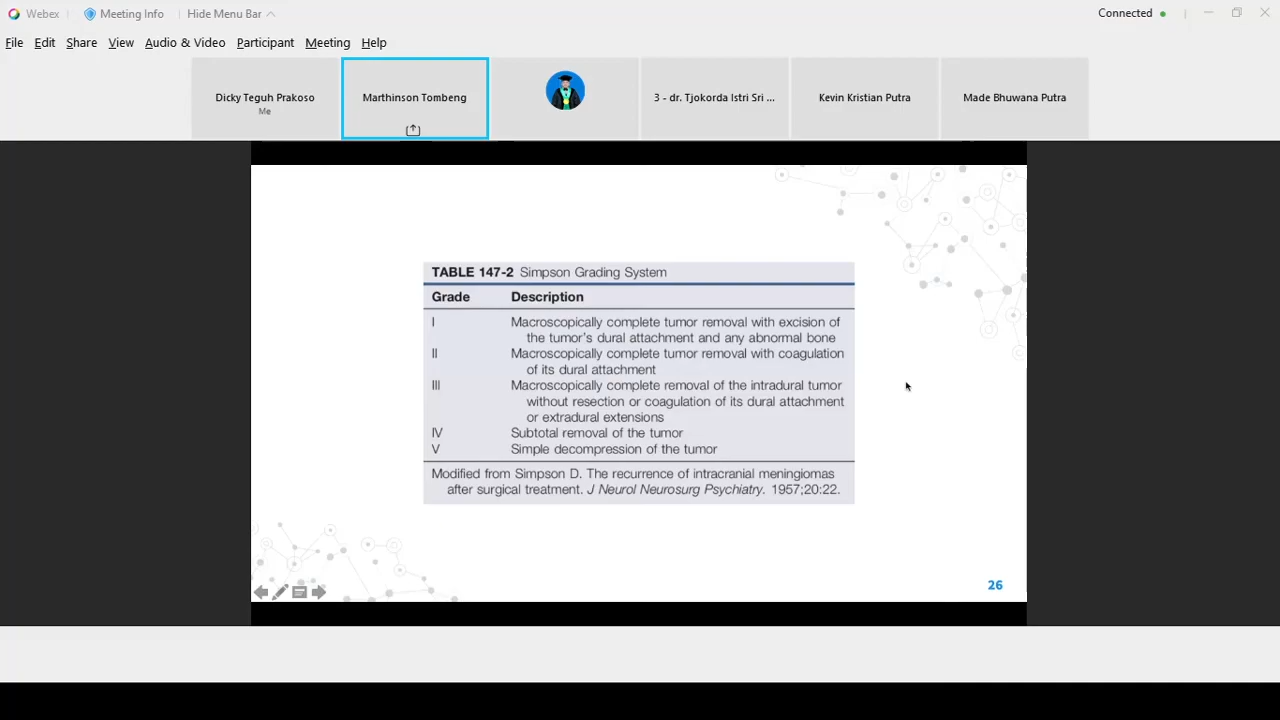 Webex
Meeting Info
Hide Menu Bar
Connected
File Edit Share View Audio & Video Participant Meeting Help
Dicky Teguh Prakoso
Me
Marthinson Tombeng
3 - dr. Tjokorda Istri Sri ...
Kevin Kristian Putra
Made Bhuwana Putra
TABLE 147-2 Simpson Grading System
Grade Description
I Macroscopically complete tumor removal with excision of
the tumor's dural attachment and any abnormal bone
II Macroscopically complete tumor removal with coagulation
of its dural attachment
III Macroscopically complete removal of the intradural tumor
without resection or coagulation of its dural attachment
or extradural extensions
IV Subtotal removal of the tumor
V Simple decompression of the tumor
Modified from Simpson D. The recurrence of intracranial meningiomas
after surgical treatment. J Neurol Neurosurg Psychiatry. 1957;20:22.
26